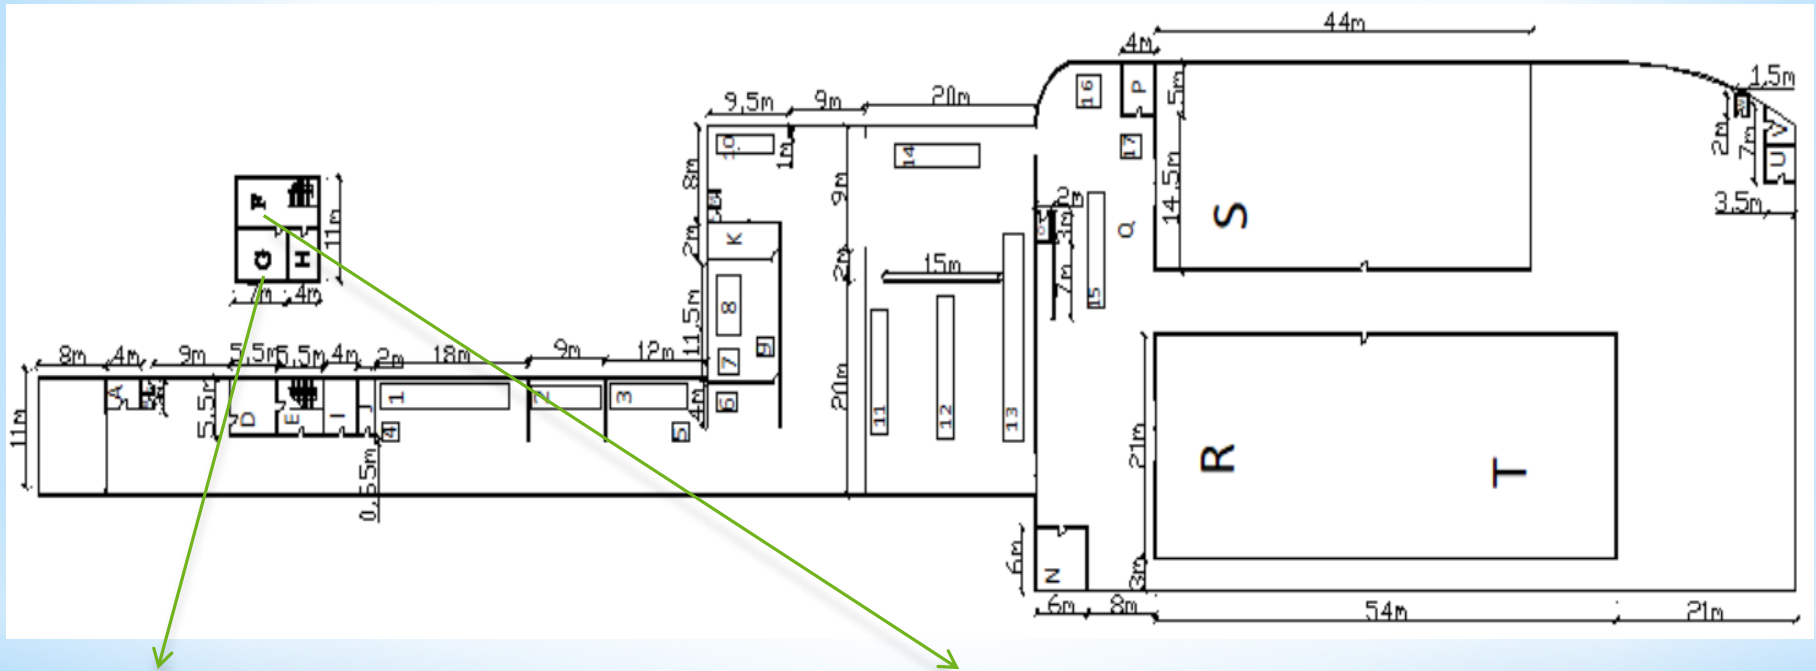 44m
4m
1,5m
9,5m
9m
20m
16
P
5m
10
1m
14
17
2m
7m
V
U
8m
9m
F
11m
14,5m
3,5m
2m
3m
S
Q
K
2m
G
H
2m
15m
7m
7m
4m
15
8
11,5m
9
7
8m
4m
9m
5,5m
5,5m
4m
2m
18m
9m
12m
A
1
2
3
4m
6
20m
11
12
13
11m
5,5m
D
E
I
J
4
5
21m
R
T
0,55m
6m
N
3m
6m
8m
54m
21m